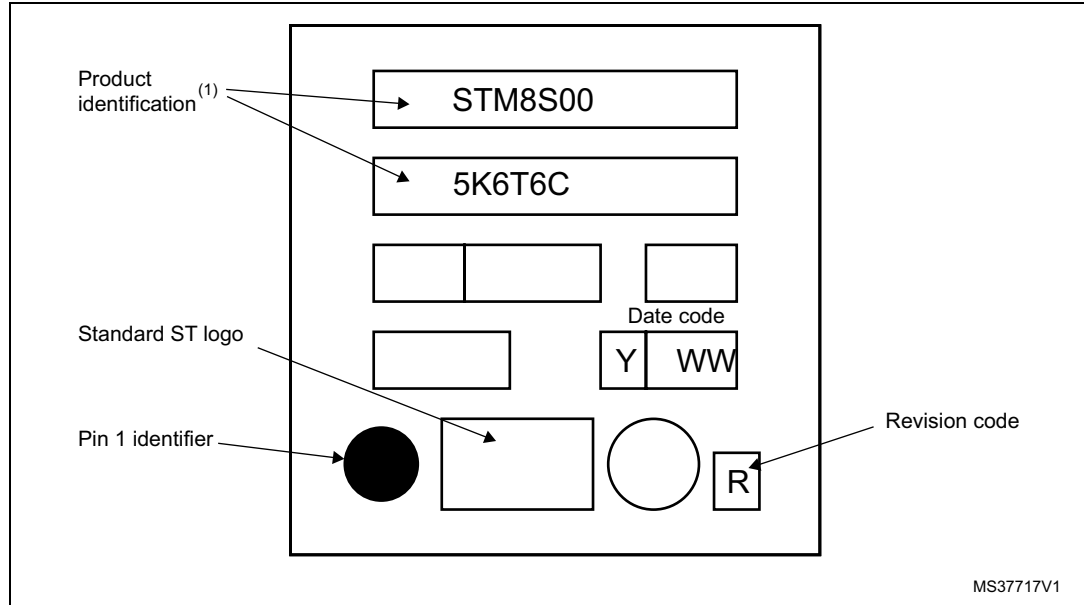 Product
identification (1)
STM8S00
5K6T6C
Date code
Standard ST logo
Y WW
Pin 1 identifier
Revision code
R
MS37717V1